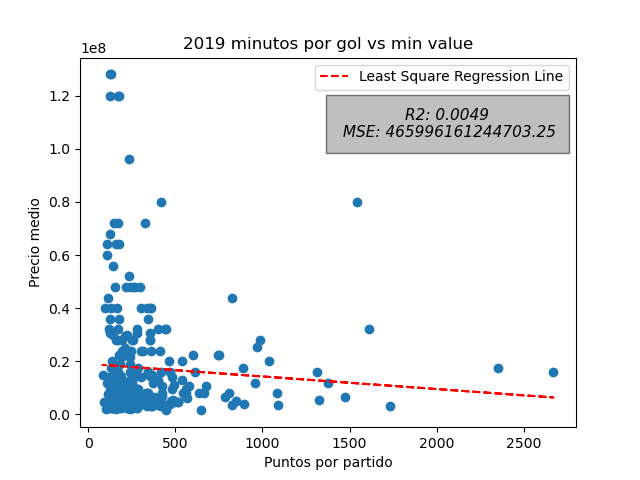 2019 minutos por gol vs min value
1e8
Least Square Regression Line
R2: 0.0049
MSE: 465996161244703.25
1.2
1.0
0.8
0.6
0.4
0.2
0.0
Precio medio
0 500 1000 1500 2000 2500
Puntos por partido